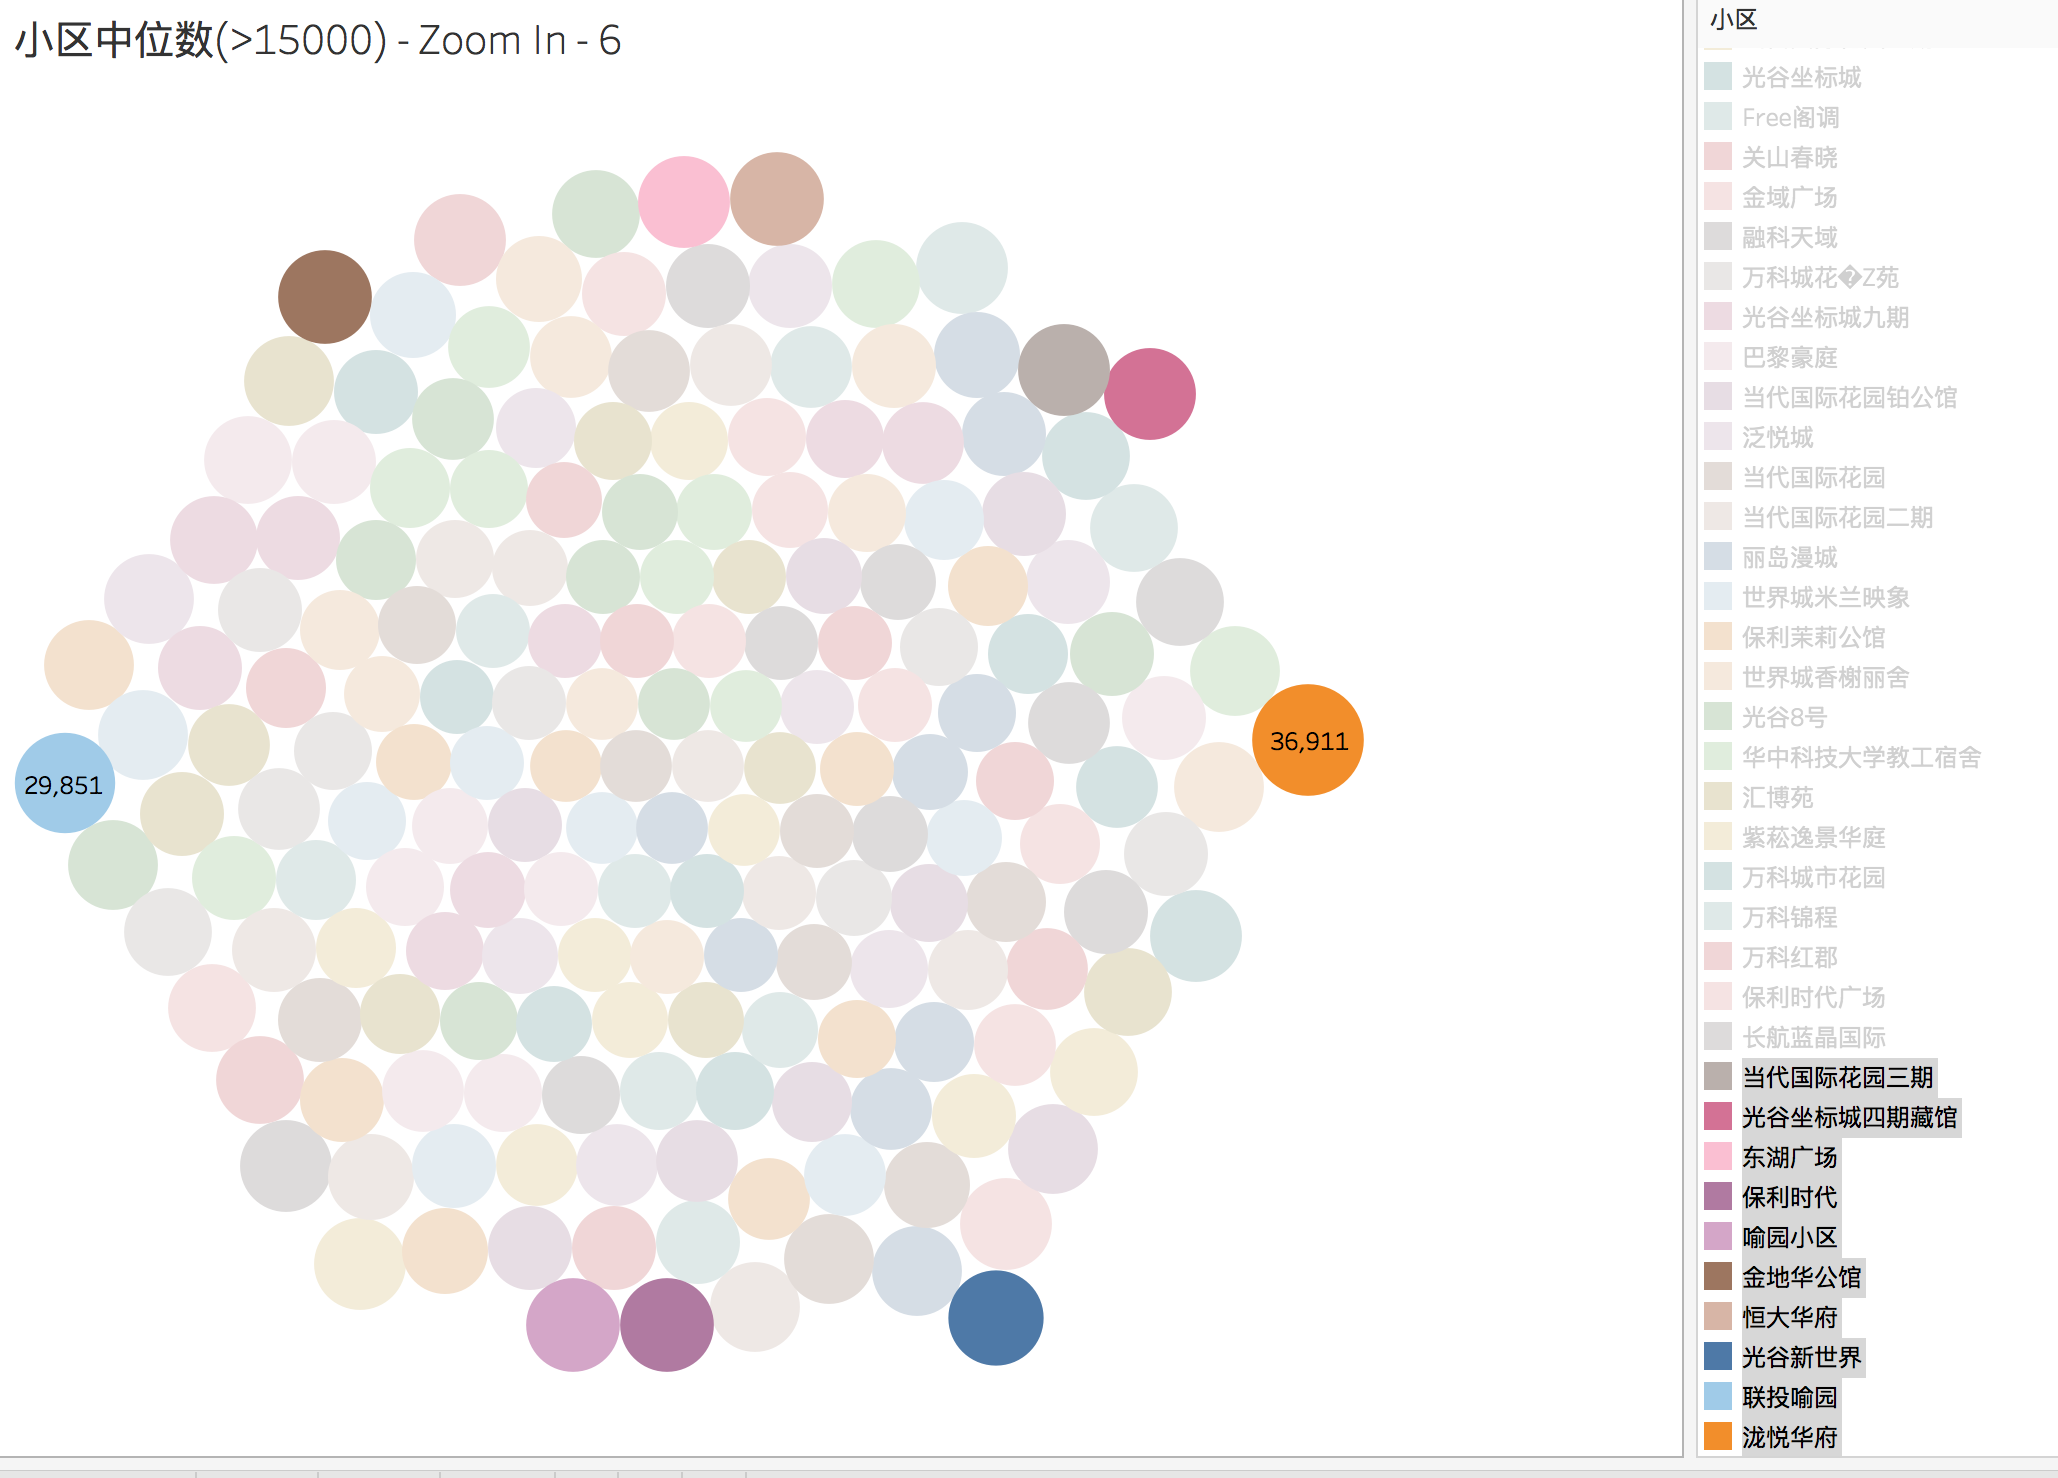 小区中位数(>15000) - Zoom In - 6
29,851
36,911
小区
光谷坐标城
Free阁调
关山春晓
金域广场
融科天域
万科城花�Z苑
光谷坐标城九期
巴黎豪庭
当代国际花园铂公馆
泛悦城
当代国际花园
当代国际花园二期
丽岛漫城
世界城米兰映象
保利茉莉公馆
世界城香榭丽舍
光谷8号
华中科技大学教工宿舍
汇博苑
紫菘逸景华庭
万科城市花园
万科锦程
万科红郡
保利时代广场
长航蓝晶国际
当代国际花园三期
光谷坐标城四期藏馆
东湖广场
保利时代
喻园小区
金地华公馆
恒大华府
光谷新世界
联投喻园
泷悦华府